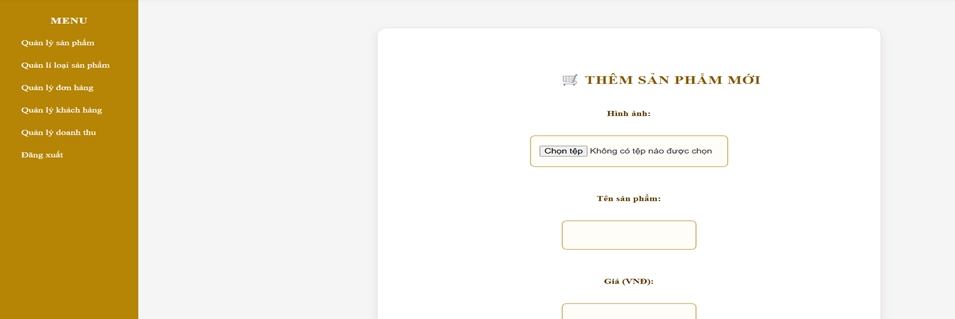 MENU
Quản lý sản phẩm
Quản lí loại sản phẩm
Quản lý đơn hàng
Quản lý khách hàng
Quản lý doanh thu
Đăng xuất
THÊM SẢN PHẨM MỚI
Hình ảnh:
Chọn tệp Không có tệp nào được chọn
Tên sản phẩm:
Giá (VNĐ):